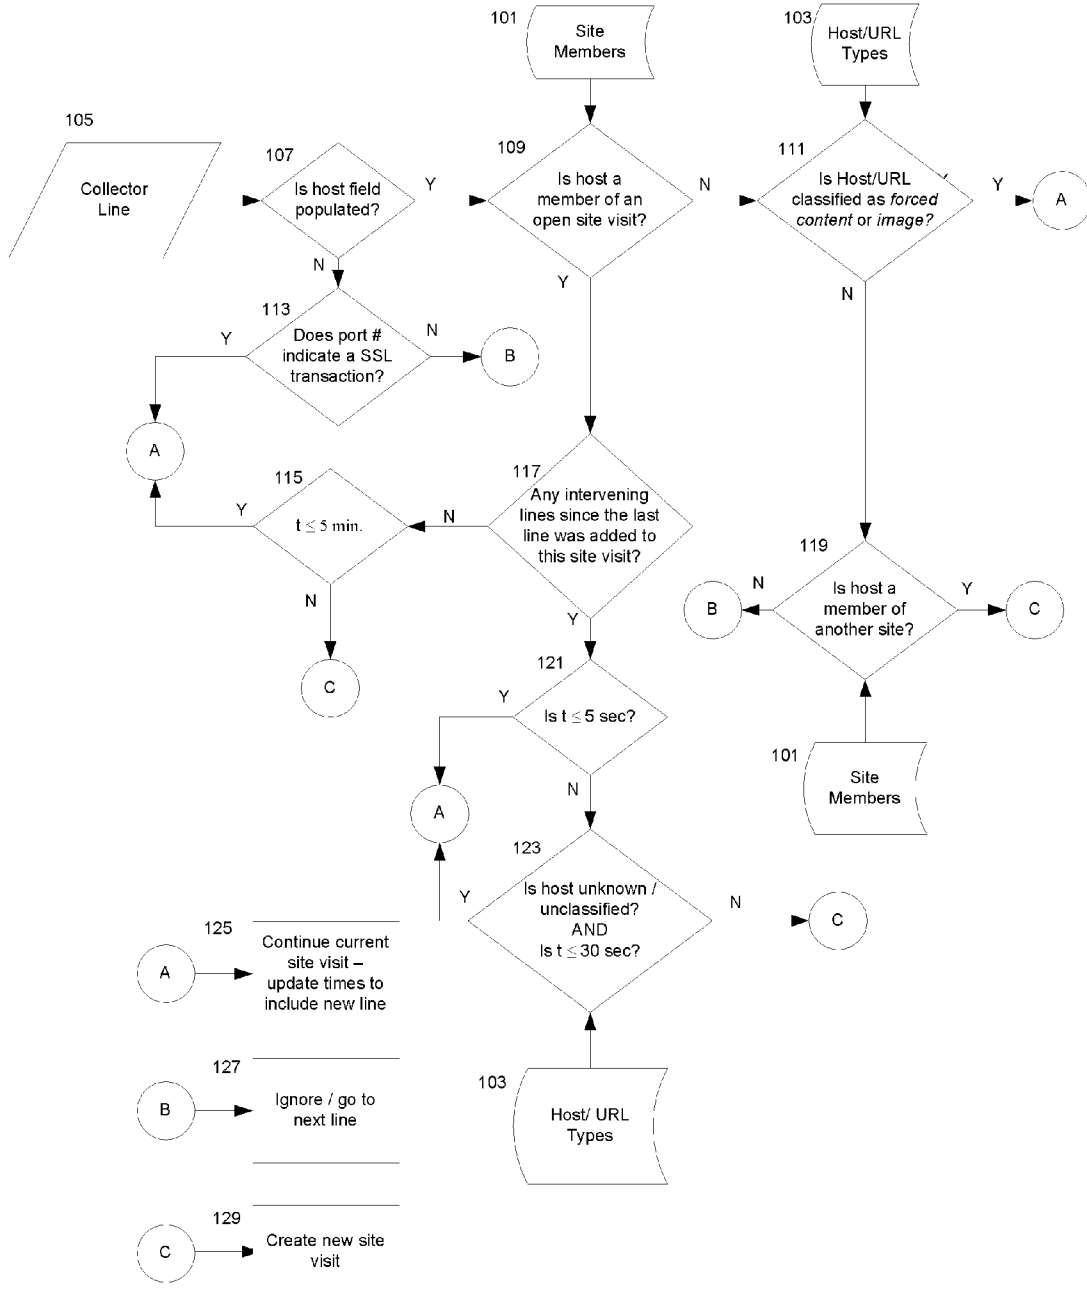 101
Site
Members
103
Host/URL
Types
105
Collector
Line
107
Is host field
populated?
Y
N
109
Is host a
member of an
open site visit?
N
Y
111
Is Host/URL
classified as forced
content or image?
Y
A
N
113
Does port #
indicate a SSL
transaction?
Y
N
B
A
115
t ≤ 5 min.
Y
N
C
117
Any intervening
lines since the last
line was added to
this site visit?
N
Y
119
Is host a
member of
another site?
N
B
Y
C
101
Site
Members
121
Is t ≤ 5 sec?
Y
N
A
123
Is host unknown /
unclassified?
AND
Is t ≤ 30 sec?
Y
N
C
103
Host/ URL
Types
125
A
Continue current
site visit –
update times to
include new line
127
B
Ignore / go to
next line
129
C
Create new site
visit